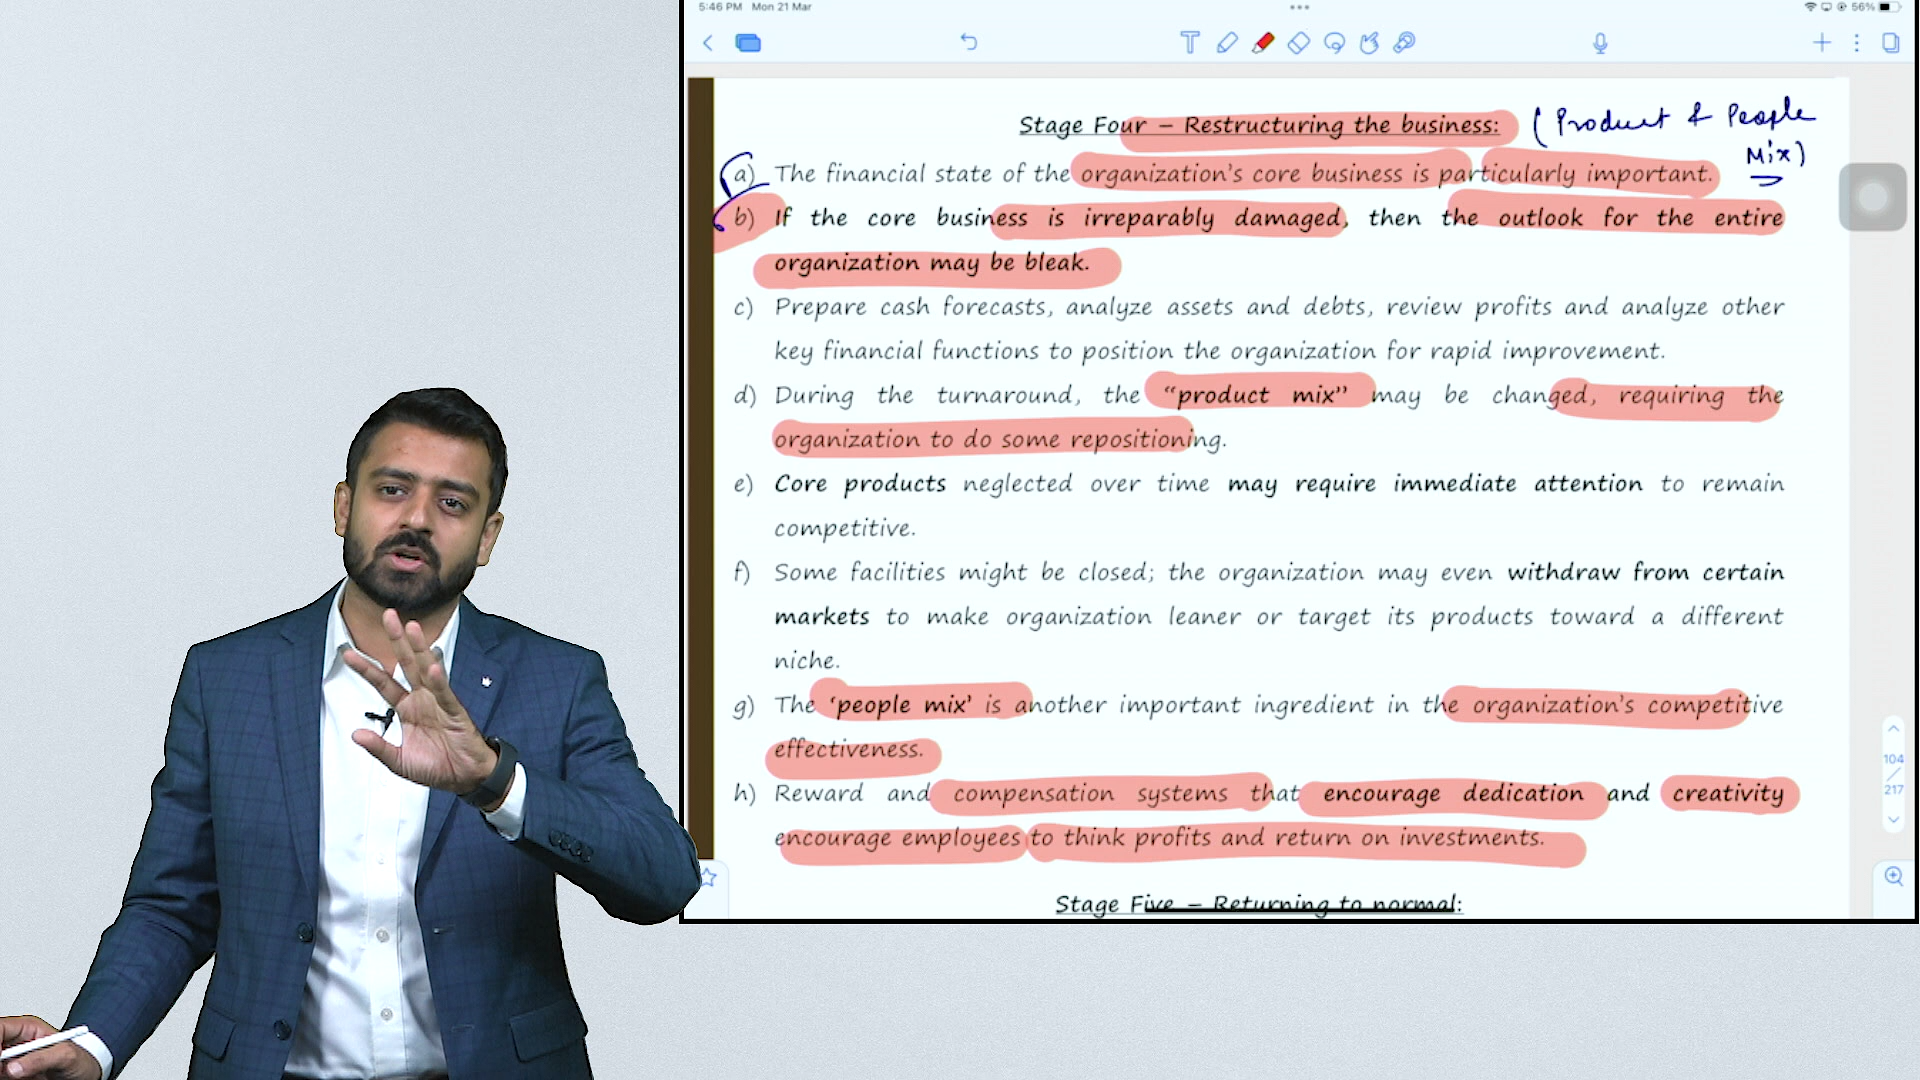 5:46 PM Mon 21 Mar
56%
Stage Four – Restructuring the business: (Product & People
Mix)
a) The financial state of the organization's core business is particularly important.
b) If the core business is irreparably damaged, then the outlook for the entire
organization may be bleak.
c) Prepare cash forecasts, analyze assets and debts, review profits and analyze other
key financial functions to position the organization for rapid improvement.
d) During the turnaround, the “product mix” may be changed, requiring the
organization to do some repositioning.
e) Core products neglected over time may require immediate attention to remain
competitive.
f) Some facilities might be closed; the organization may even withdraw from certain
markets to make organization leaner or target its products toward a different
niche.
g) The ‘people mix’ is another important ingredient in the organization's competitive
effectiveness.
h) Reward and compensation systems that encourage dedication and creativity
encourage employees to think profits and return on investments.
Stage Five – Returning to normal:
104
/
217